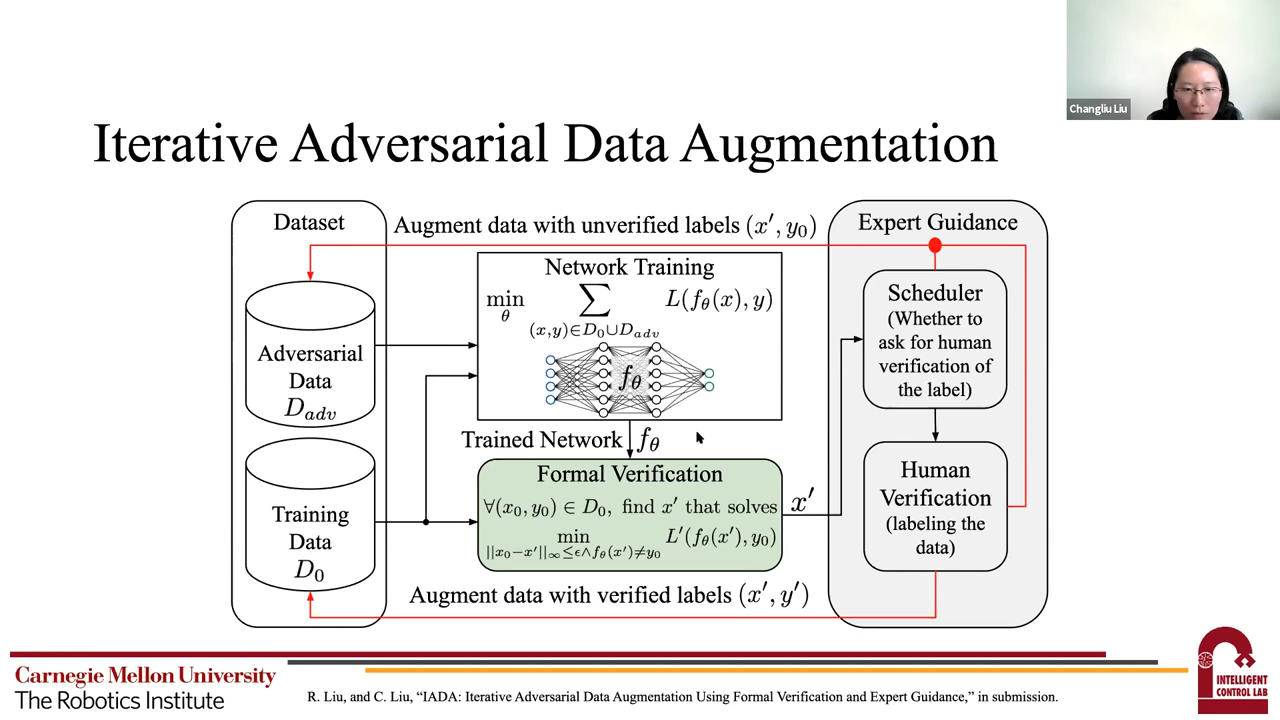 Changliu Liu
Iterative Adversarial Data Augmentation
Dataset
Augment data with unverified labels (x′, y₀)
Expert Guidance
Network Training
min
θ
∑
(x,y)∈D₀∪D_adv
L(f_θ(x), y)
f_θ
Adversarial
Data
D_adv
Scheduler
(Whether to
ask for human
verification of
the label)
Trained Network
f_θ
Formal Verification
∀(x₀, y₀) ∈ D₀, find x′ that solves
min
||x₀−x′||∞≤ϵ∧f_θ(x′)≠y₀
L′(f_θ(x′), y₀)
x′
Training
Data
D₀
Human
Verification
(labeling the
data)
Augment data with verified labels (x′, y′)
Carnegie Mellon University
The Robotics Institute
R. Liu, and C. Liu, “IADA: Iterative Adversarial Data Augmentation Using Formal Verification and Expert Guidance,” in submission.
INTELLIGENT
CONTROL LAB